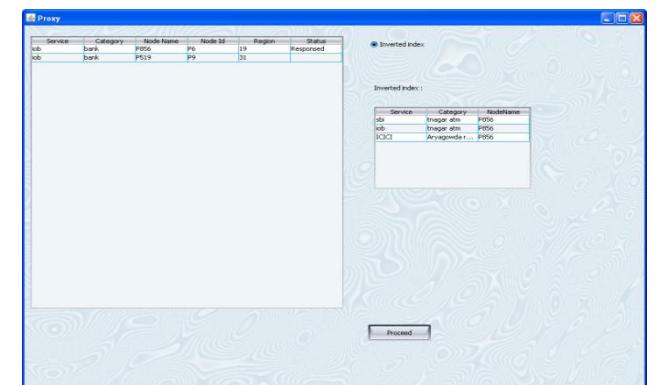 Proxy
Service Category Node Name Node Id Region Status
iob bank P856 P6 19 Responsed
iob bank P519 P9 31
Inverted index
Inverted index :
Service Category NodeName
sbi tnagar atm P856
iob tnagar atm P856
ICICI Aryagowda r... P856
Proceed